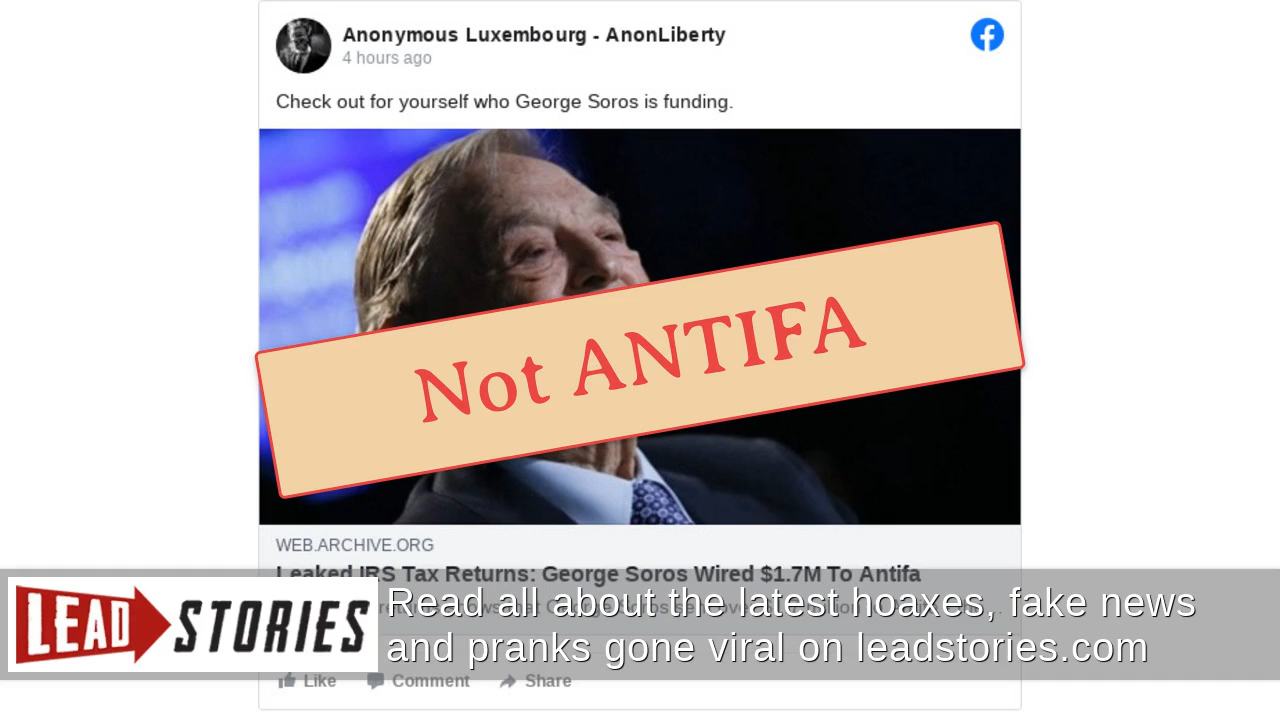 Anonymous Luxembourg - AnonLiberty
4 hours ago
Check out for yourself who George Soros is funding.
Not ANTIFA
WEB.ARCHIVE.ORG
Leaked IRS Tax Returns: George Soros Wired $1.7M To Antifa
LEAD STORIES
Read all about the latest hoaxes, fake news
and pranks gone viral on leadstories.com
Like Comment Share